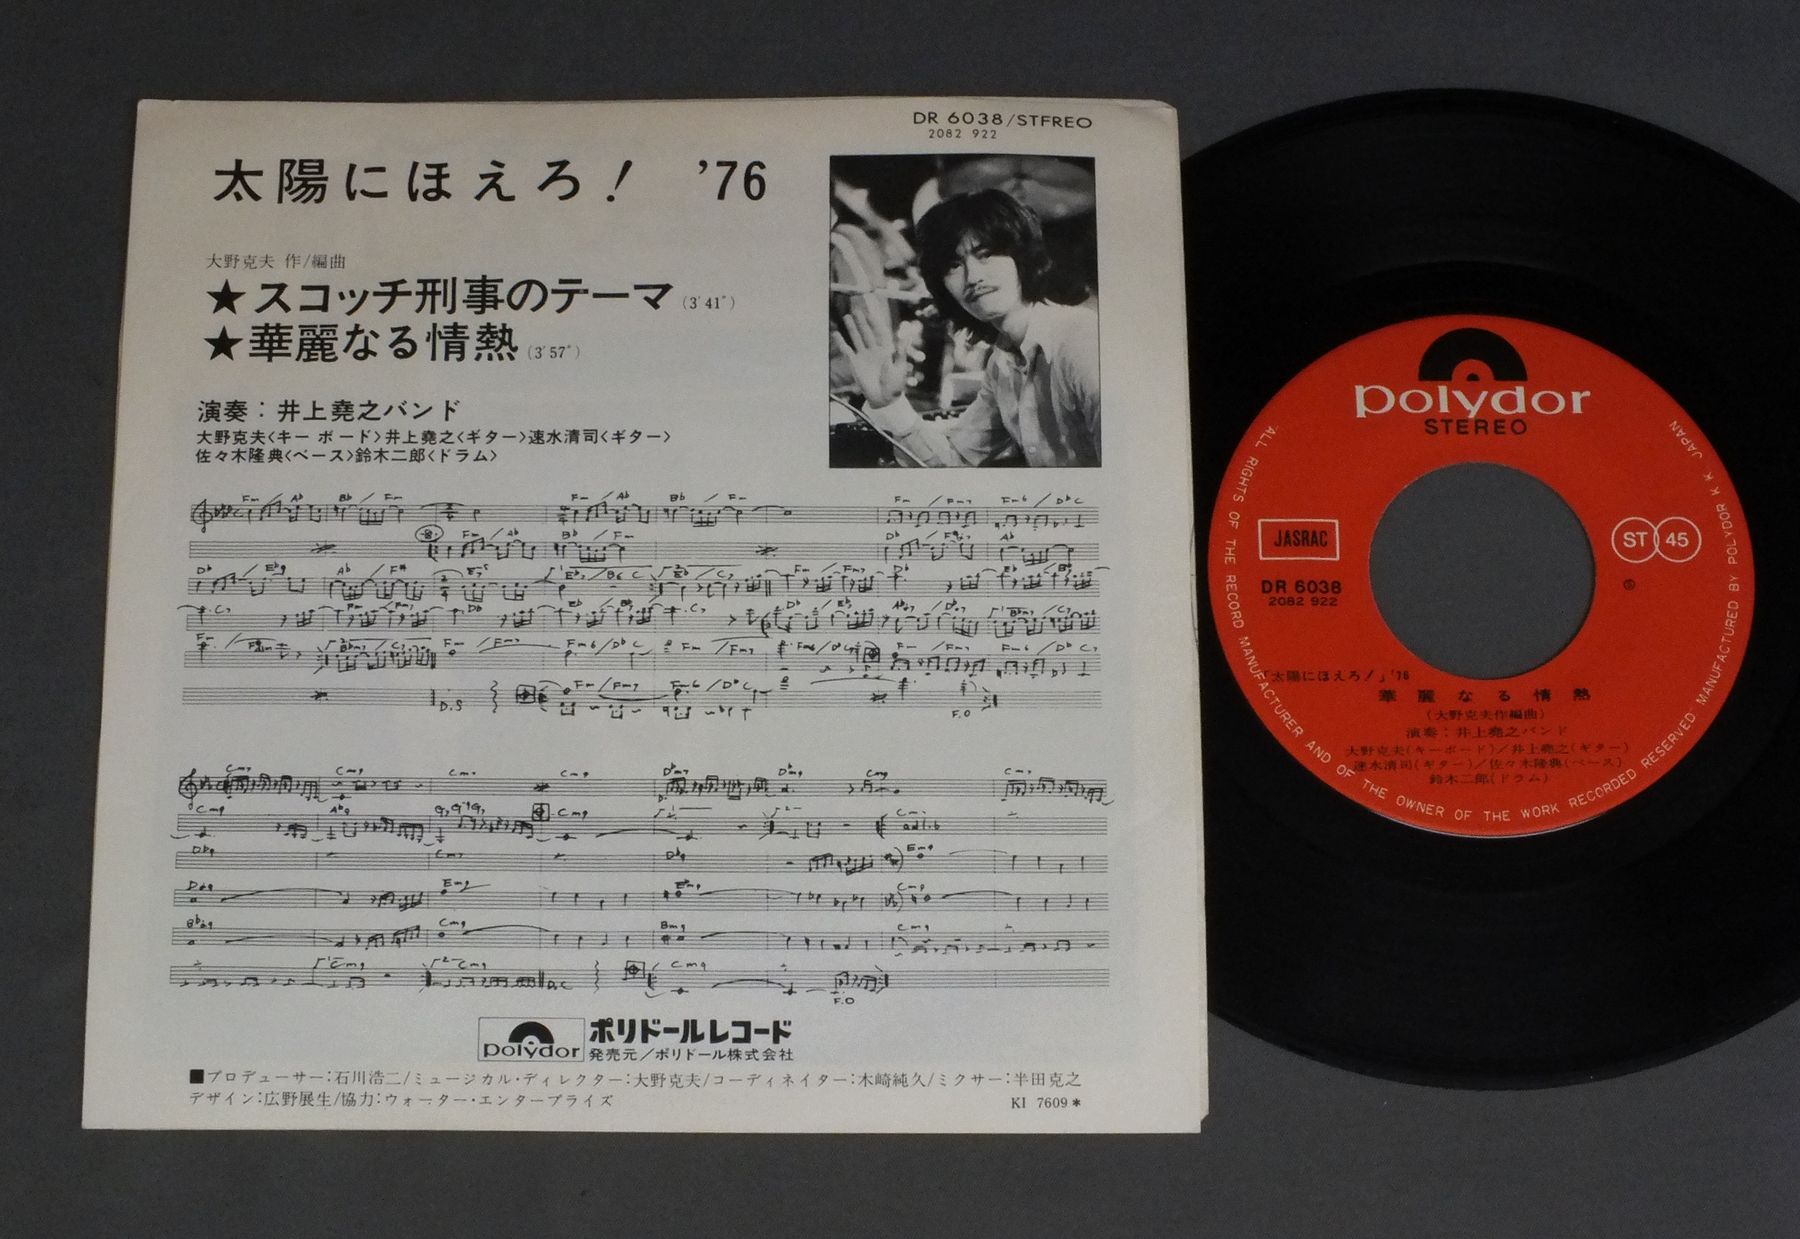 DR 6038/STEREO
2082 922
太陽にほえろ! '76
大野克夫 作/編曲
★スコッチ刑事のテーマ(3'41")
★華麗なる情熱(3'57")
演奏:井上堯之バンド
大野克夫<キーボード>井上堯之<ギター>速水清司<ギター>
佐々木隆典<ベース>鈴木二郎<ドラム>
D.S
F.O
adlib
D.C
F.O
polydor
ポリドールレコード
発売元/ポリドール株式会社
■プロデューサー:石川浩二/ミュージカル・ディレクター:大野克夫/コーディネイター:木崎純久/ミクサー:半田克之
デザイン:広野展生/協力:ウォーター・エンタープライズ
KI 7609*
polydor
STEREO
JASRAC
ST 45
DR 6038
2082 922
Ⓢ
「太陽にほえろ!」'76
華麗なる情熱
(大野克夫作編曲)
演奏:井上堯之バンド
大野克夫(キーボード)/井上堯之(ギター)
速水清司(ギター)/佐々木隆典(ベース)
鈴木二郎(ドラム)
ALL RIGHTS OF THE RECORD MANUFACTURER AND OF THE OWNER OF THE WORK RECORDED RESERVED MANUFACTURED BY POLYDOR K.K. JAPAN